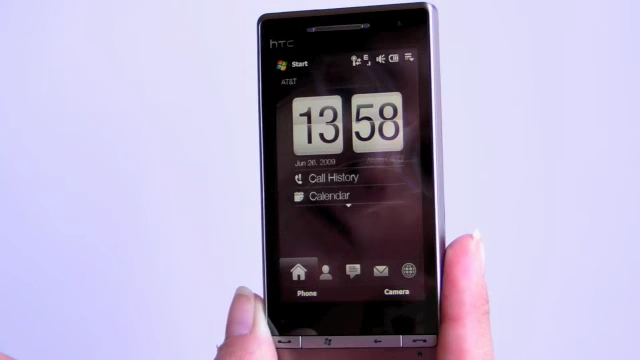 hTC
Start
AT&T
13 58
Jun 26, 2009
Call History
Calendar
Phone Camera